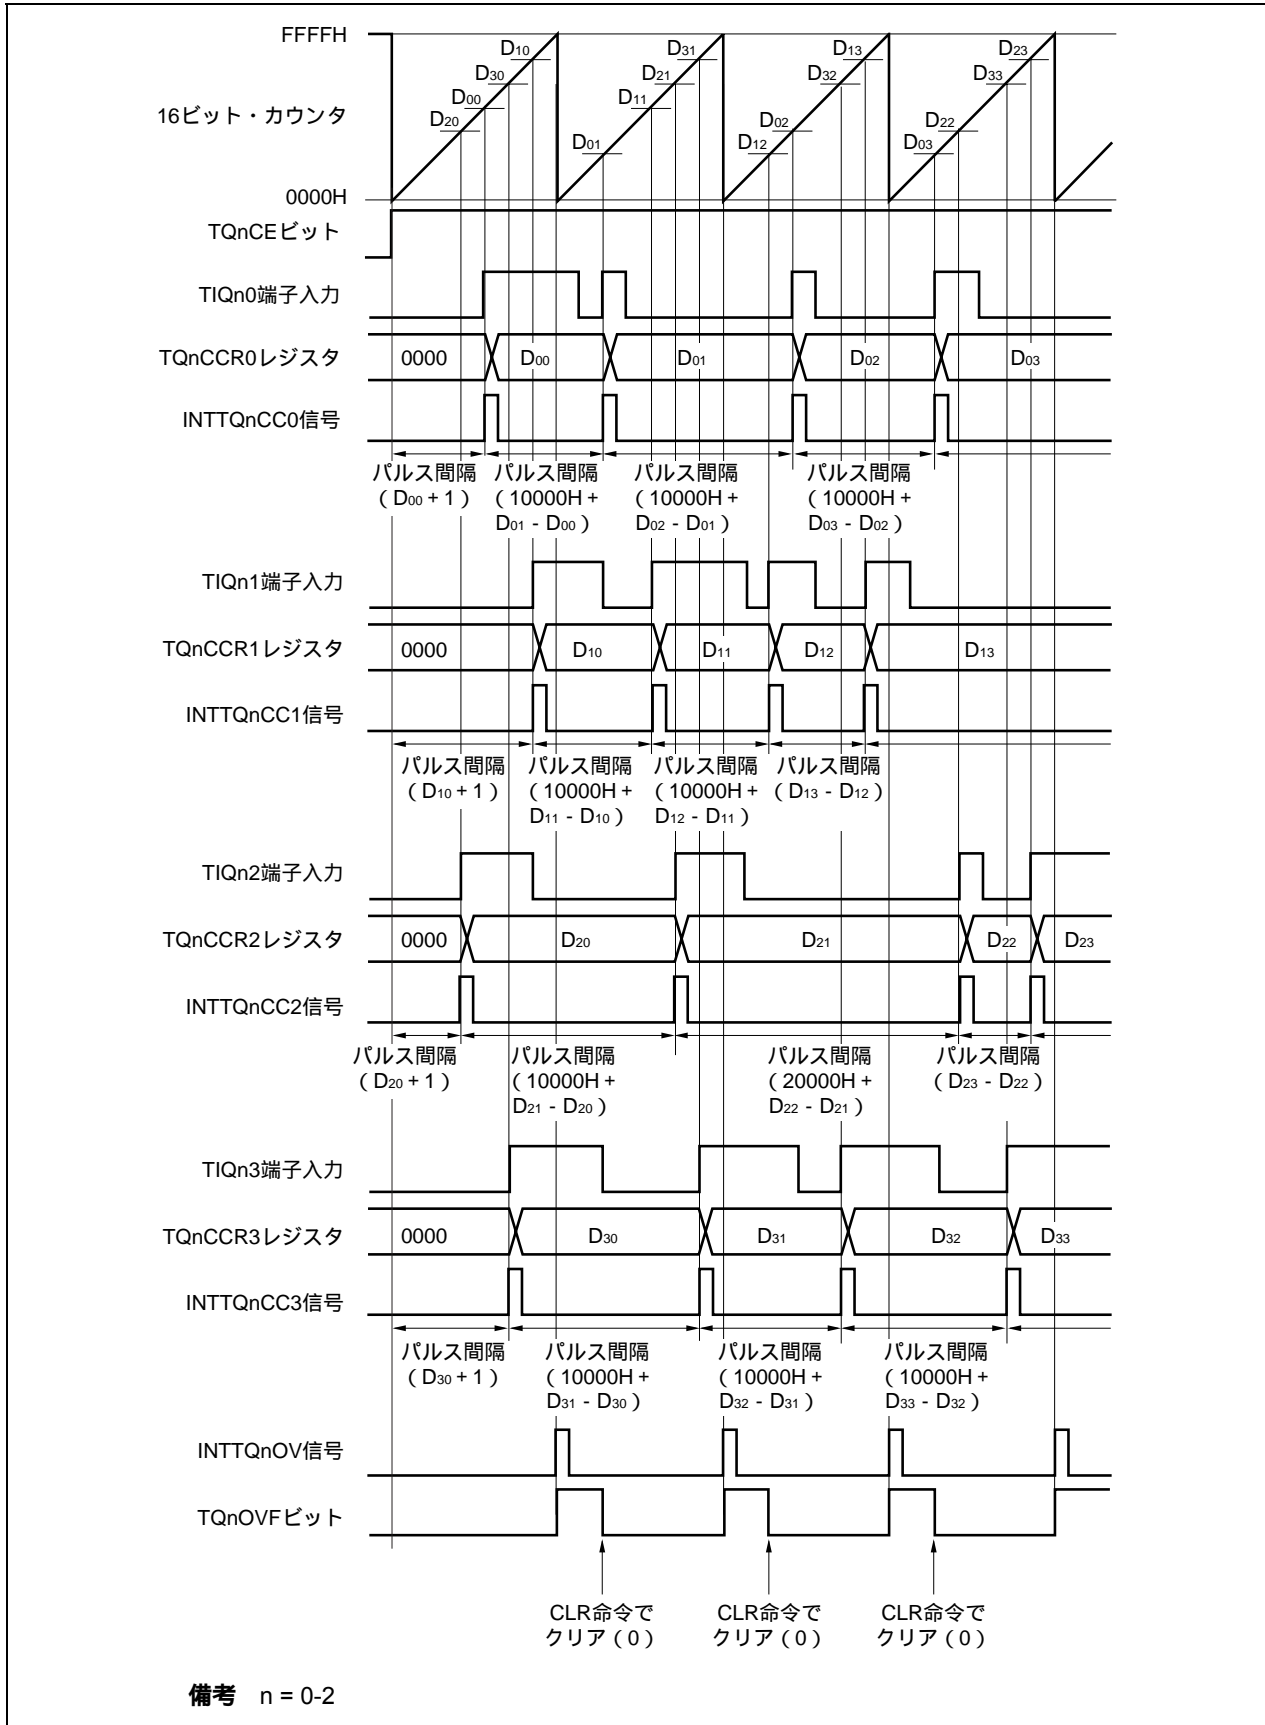 FFFFH
D10
D31
D13
D23
D30
D21
D32
D33
16ビット・カウンタ
D00
D11
D20
D02
D22
D01
D12
D03
0000H
TQnCEビット
TIQn0端子入力
TQnCCR0レジスタ
0000
D00
D01
D02
D03
INTTQnCC0信号
パルス間隔
（D00 + 1）
パルス間隔
（10000H +
D01 - D00）
パルス間隔
（10000H +
D02 - D01）
パルス間隔
（10000H +
D03 - D02）
TIQn1端子入力
TQnCCR1レジスタ
0000
D10
D11
D12
D13
INTTQnCC1信号
パルス間隔
（D10 + 1）
パルス間隔
（10000H +
D11 - D10）
パルス間隔
（10000H +
D12 - D11）
パルス間隔
（D13 - D12）
TIQn2端子入力
TQnCCR2レジスタ
0000
D20
D21
D22
D23
INTTQnCC2信号
パルス間隔
（D20 + 1）
パルス間隔
（10000H +
D21 - D20）
パルス間隔
（20000H +
D22 - D21）
パルス間隔
（D23 - D22）
TIQn3端子入力
TQnCCR3レジスタ
0000
D30
D31
D32
D33
INTTQnCC3信号
パルス間隔
（D30 + 1）
パルス間隔
（10000H +
D31 - D30）
パルス間隔
（10000H +
D32 - D31）
パルス間隔
（10000H +
D33 - D32）
INTTQnOV信号
TQnOVFビット
CLR命令で
クリア（0）
CLR命令で
クリア（0）
CLR命令で
クリア（0）
備考 n = 0-2